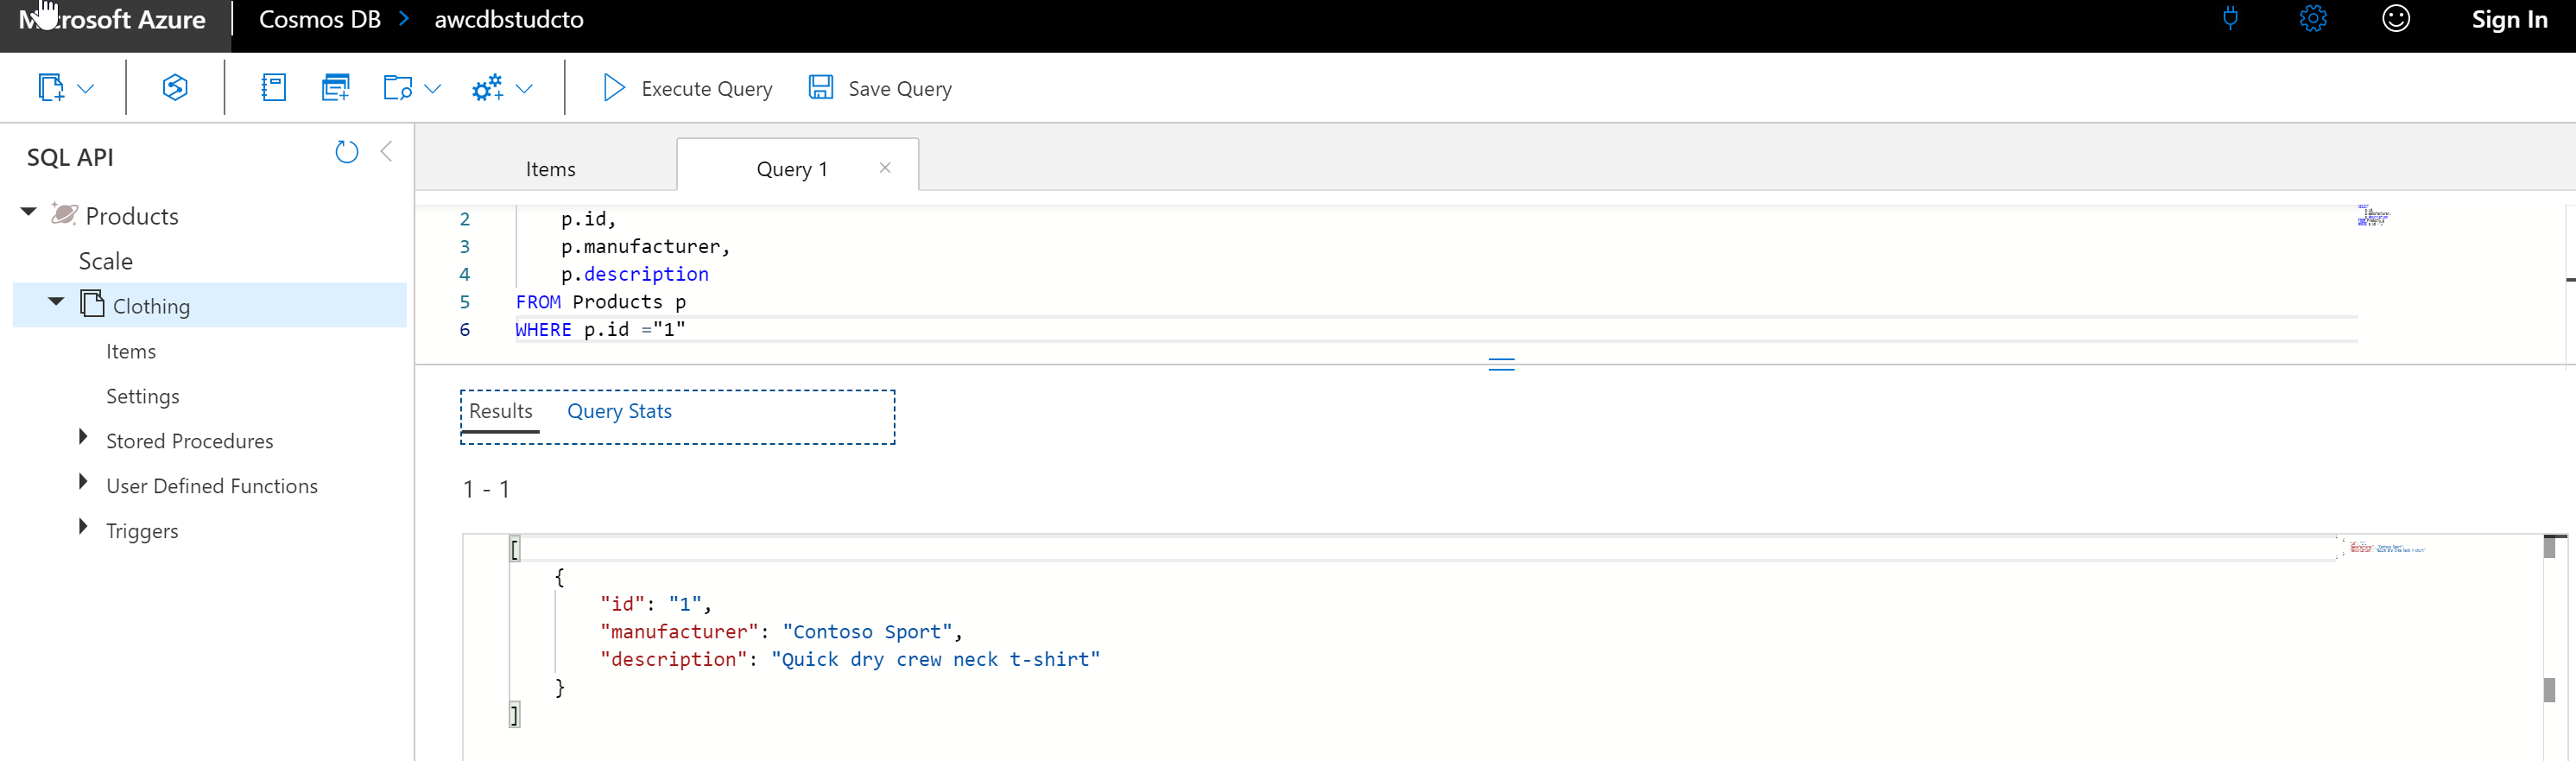 Microsoft Azure
Cosmos DB > awcdbstudcto
Sign In
Execute Query
Save Query
SQL API
Products
Scale
Clothing
Items
Settings
Stored Procedures
User Defined Functions
Triggers
Items
Query 1
2 p.id,
3 p.manufacturer,
4 p.description
5 FROM Products p
6 WHERE p.id ="1"
Results
Query Stats
1 - 1
[
{
"id": "1",
"manufacturer": "Contoso Sport",
"description": "Quick dry crew neck t-shirt"
}
]